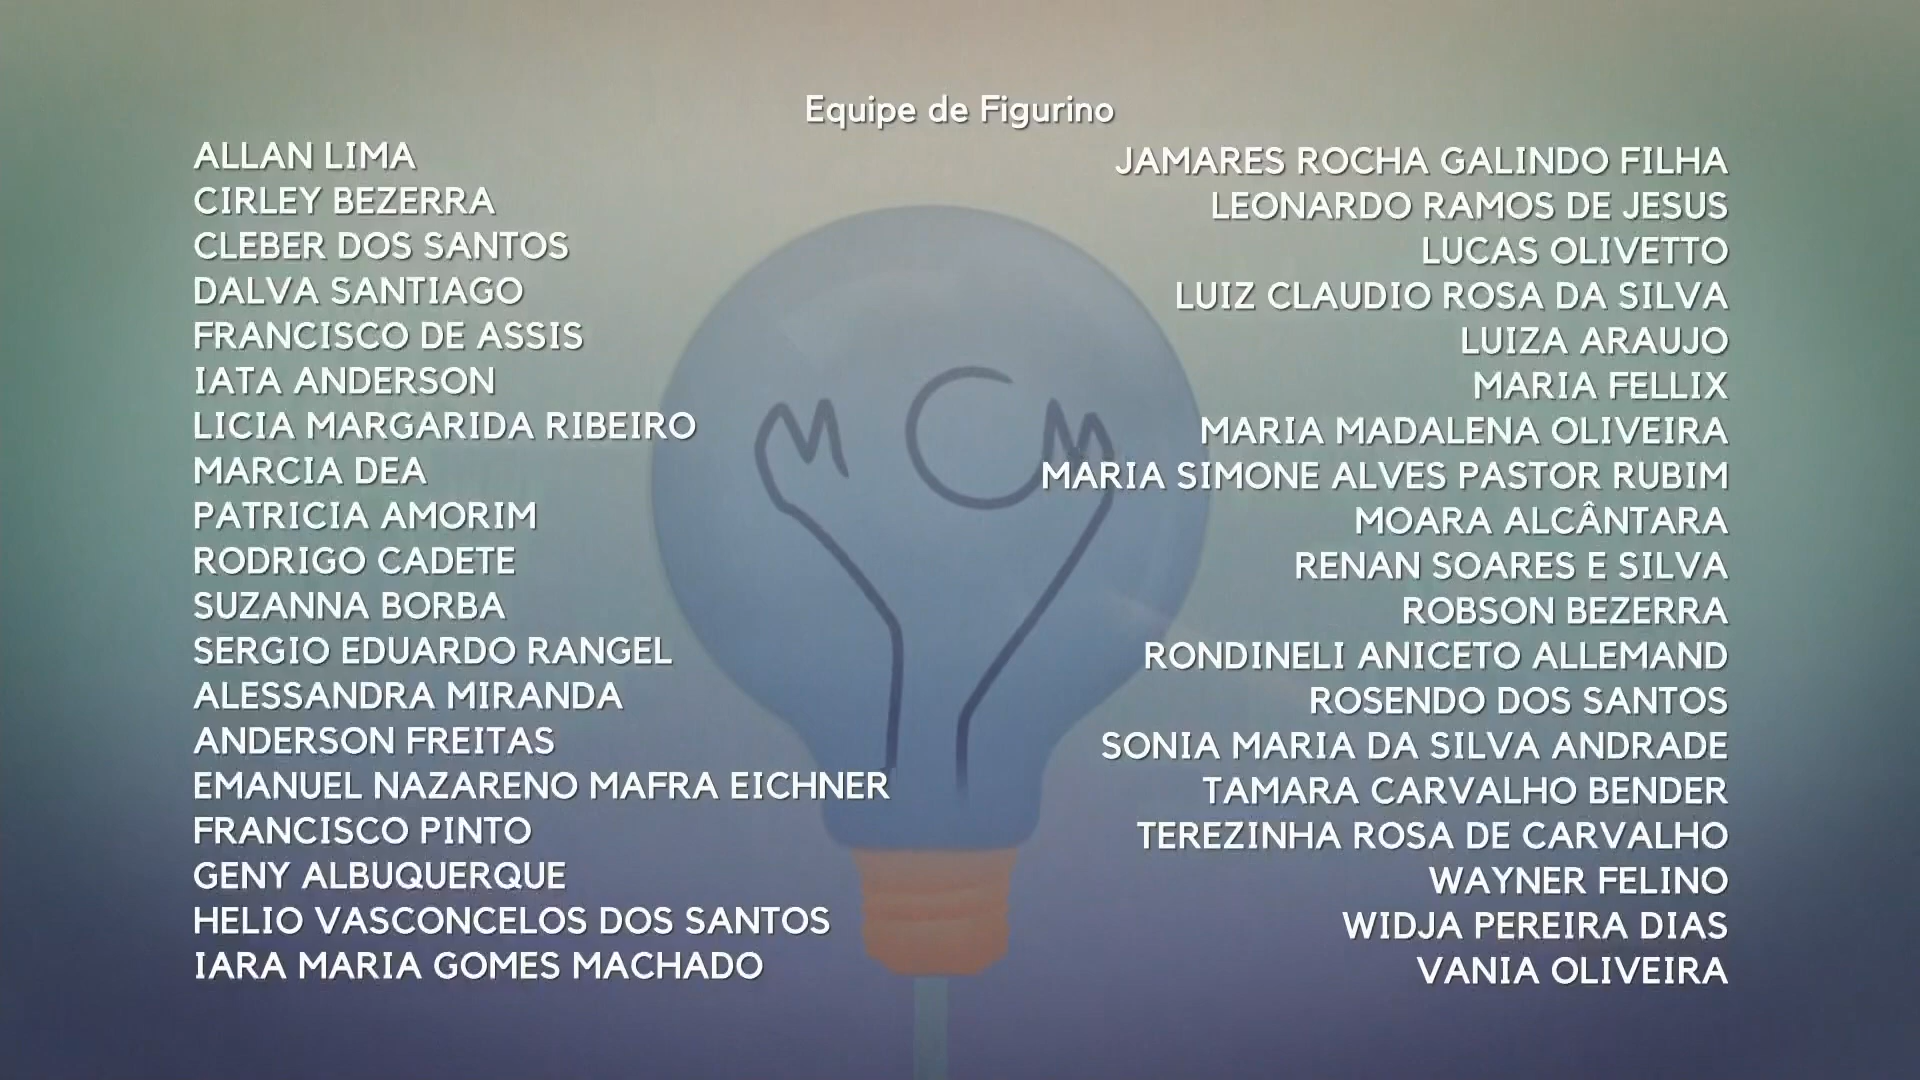 Equipe de Figurino
ALLAN LIMA
CIRLEY BEZERRA
CLEBER DOS SANTOS
DALVA SANTIAGO
FRANCISCO DE ASSIS
IATA ANDERSON
LICIA MARGARIDA RIBEIRO
MARCIA DEA
PATRICIA AMORIM
RODRIGO CADETE
SUZANNA BORBA
SERGIO EDUARDO RANGEL
ALESSANDRA MIRANDA
ANDERSON FREITAS
EMANUEL NAZARENO MAFRA EICHNER
FRANCISCO PINTO
GENY ALBUQUERQUE
HELIO VASCONCELOS DOS SANTOS
IARA MARIA GOMES MACHADO
JAMARES ROCHA GALINDO FILHA
LEONARDO RAMOS DE JESUS
LUCAS OLIVETTO
LUIZ CLAUDIO ROSA DA SILVA
LUIZA ARAUJO
MARIA FELLIX
MARIA MADALENA OLIVEIRA
MARIA SIMONE ALVES PASTOR RUBIM
MOARA ALCÂNTARA
RENAN SOARES E SILVA
ROBSON BEZERRA
RONDINELI ANICETO ALLEMAND
ROSENDO DOS SANTOS
SONIA MARIA DA SILVA ANDRADE
TAMARA CARVALHO BENDER
TEREZINHA ROSA DE CARVALHO
WAYNER FELINO
WIDJA PEREIRA DIAS
VANIA OLIVEIRA